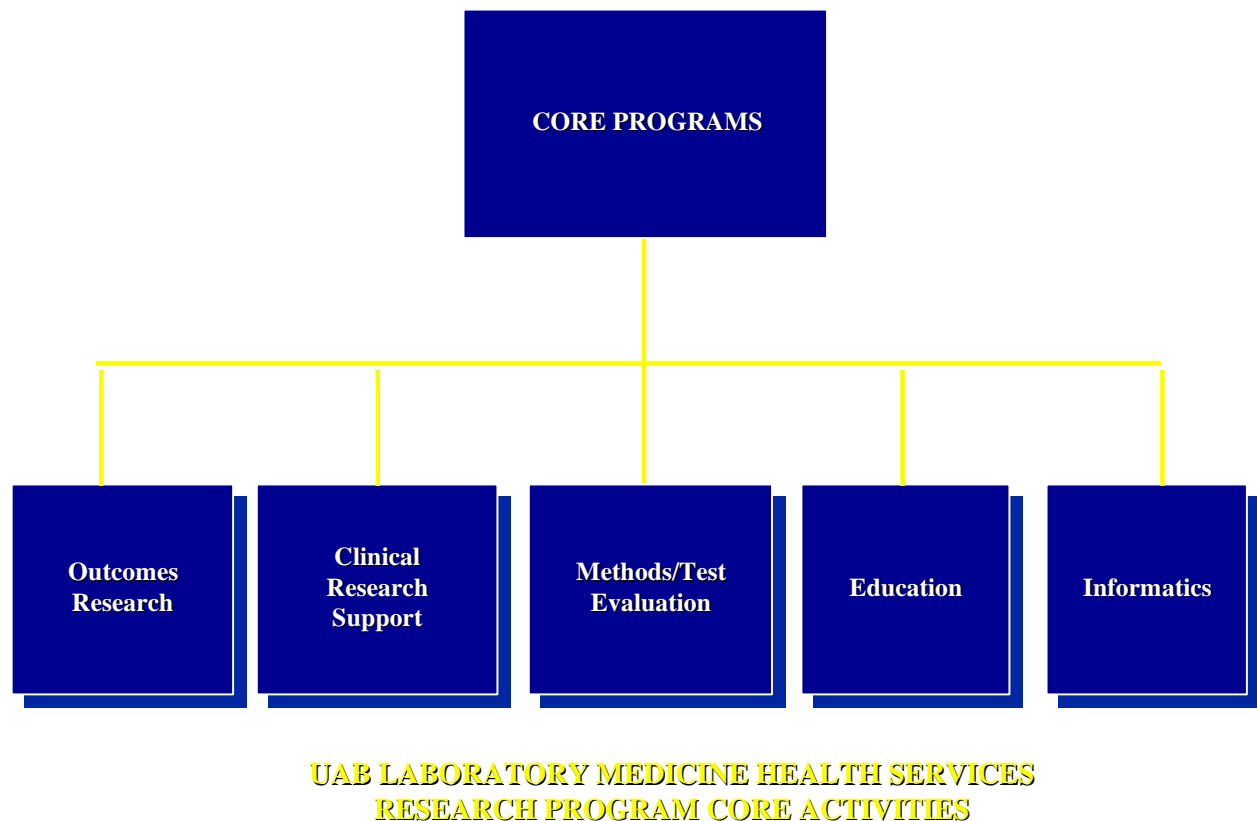 CORE PROGRAMS
Outcomes
Research
Clinical
Research
Support
Methods/Test
Evaluation
Education
Informatics
UAB LABORATORY MEDICINE HEALTH SERVICES
RESEARCH PROGRAM CORE ACTIVITIES